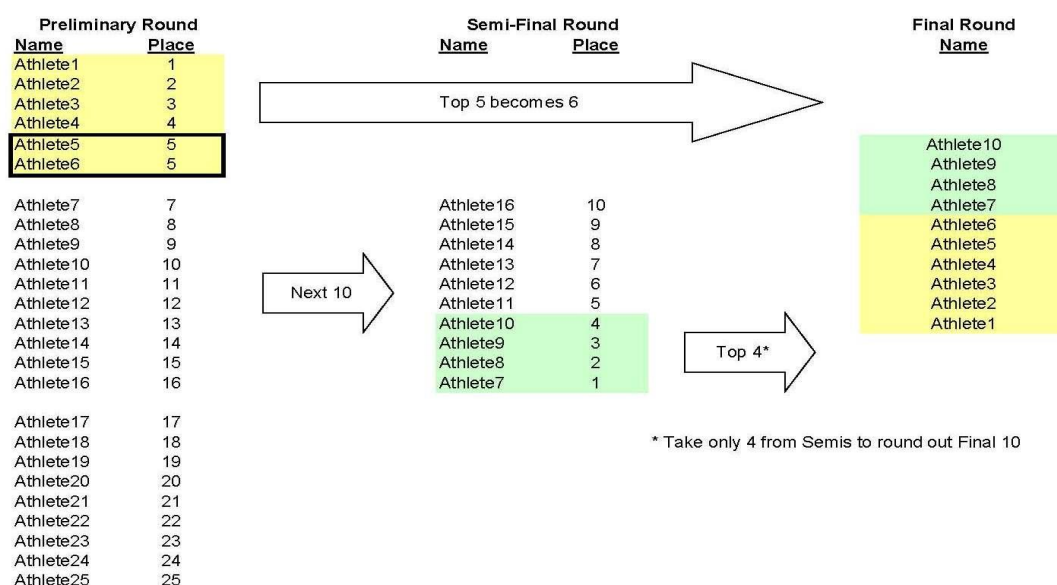 Preliminary Round
Name Place
Athlete1 1
Athlete2 2
Athlete3 3
Athlete4 4
Athlete5 5
Athlete6 5
Athlete7 7
Athlete8 8
Athlete9 9
Athlete10 10
Athlete11 11
Athlete12 12
Athlete13 13
Athlete14 14
Athlete15 15
Athlete16 16
Athlete17 17
Athlete18 18
Athlete19 19
Athlete20 20
Athlete21 21
Athlete22 22
Athlete23 23
Athlete24 24
Athlete25 25
Top 5 becomes 6
Next 10
Semi-Final Round
Name Place
Athlete16 10
Athlete15 9
Athlete14 8
Athlete13 7
Athlete12 6
Athlete11 5
Athlete10 4
Athlete9 3
Athlete8 2
Athlete7 1
Top 4*
Final Round
Name
Athlete10
Athlete9
Athlete8
Athlete7
Athlete6
Athlete5
Athlete4
Athlete3
Athlete2
Athlete1
* Take only 4 from Semis to round out Final 10